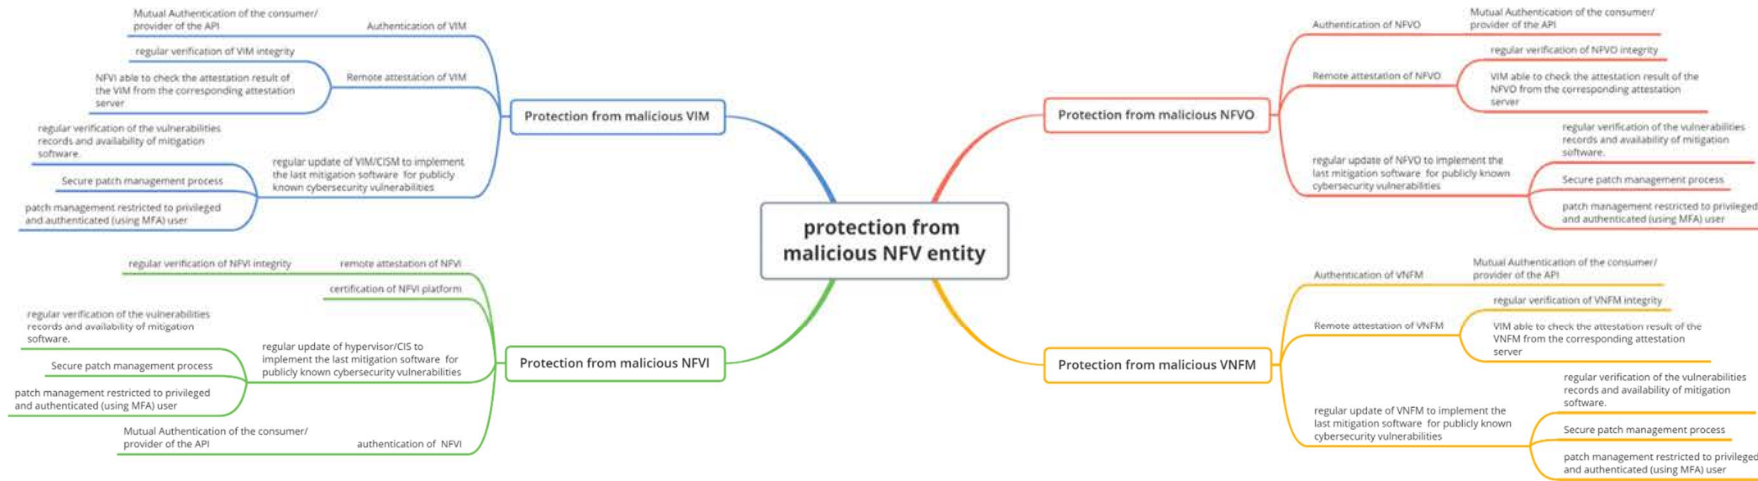 protection from
malicious NFV entity
Protection from malicious VIM
Authentication of VIM
Mutual Authentication of the consumer/
provider of the API
Remote attestation of VIM
regular verification of VIM integrity
NFVI able to check the attestation result of
the VIM from the corresponding attestation
server
regular update of VIM/CISM to implement
the last mitigation software for publicly
known cybersecurity vulnerabilities
regular verification of the vulnerabilities
records and availability of mitigation
software.
Secure patch management process
patch management restricted to privileged
and authenticated (using MFA) user
Protection from malicious NFVI
remote attestation of NFVI
regular verification of NFVI integrity
certification of NFVI platform
regular update of hypervisor/CIS to
implement the last mitigation software for
publicly known cybersecurity vulnerabilities
regular verification of the vulnerabilities
records and availability of mitigation
software.
Secure patch management process
patch management restricted to privileged
and authenticated (using MFA) user
authentication of NFVI
Mutual Authentication of the consumer/
provider of the API
Protection from malicious NFVO
Authentication of NFVO
Mutual Authentication of the consumer/
provider of the API
Remote attestation of NFVO
regular verification of NFVO integrity
VIM able to check the attestation result of the
NFVO from the corresponding attestation
server
regular update of NFVO to implement the
last mitigation software for publicly known
cybersecurity vulnerabilities
regular verification of the vulnerabilities
records and availability of mitigation
software.
Secure patch management process
patch management restricted to privileged
and authenticated (using MFA) user
Protection from malicious VNFM
Authentication of VNFM
Mutual Authentication of the consumer/
provider of the API
Remote attestation of VNFM
regular verification of VNFM integrity
VIM able to check the attestation result of the
VNFM from the corresponding attestation
server
regular update of VNFM to implement the
last mitigation software for publicly known
cybersecurity vulnerabilities
regular verification of the vulnerabilities
records and availability of mitigation
software.
Secure patch management process
patch management restricted to privileged
and authenticated (using MFA) user